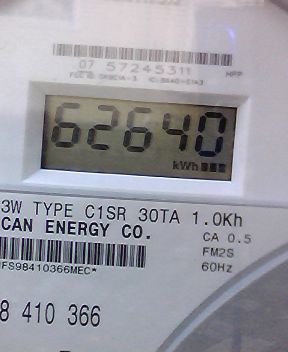 07 57245311 MPP
62640
kWh
3W TYPE C1SR 30TA 1.0Kh
CAN ENERGY CO.
CA 0.5
FM2S
60Hz
FS98410366MEC*
8 410 366